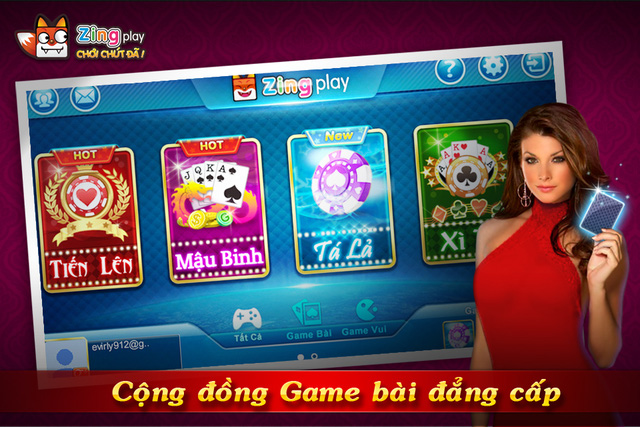 Zing play
CHƠI CHÚT ĐÃ!
Zing play
HOT
HOT
New
J Q K A
A K A A
Tiến Lên
Mậu Binh
Tá Lả
Xì
Tất Cả
Game Bài
Game Vui
evirly912@g..
Cộng đồng Game bài đẳng cấp